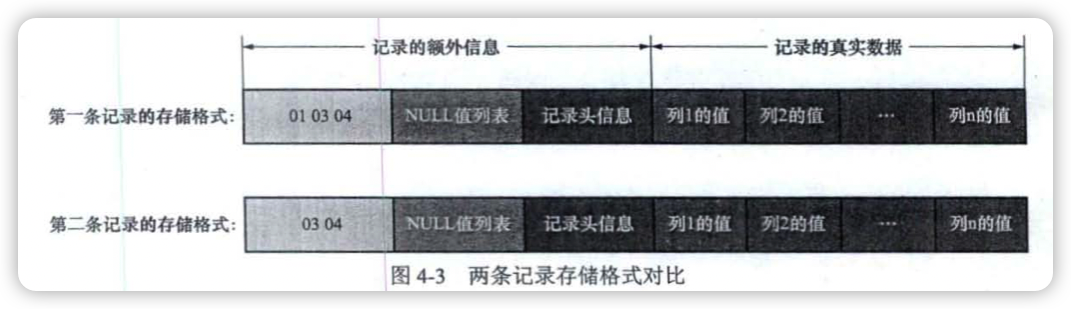 记录的额外信息 记录的真实数据
第一条记录的存储格式: 01 03 04 NULL值列表 记录头信息 列1的值 列2的值 … 列n的值
第二条记录的存储格式: 03 04 NULL值列表 记录头信息 列1的值 列2的值 … 列n的值
图 4-3 两条记录存储格式对比